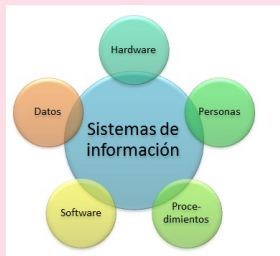 Hardware
Datos
Personas
Sistemas de
información
Software
Proce-
dimientos